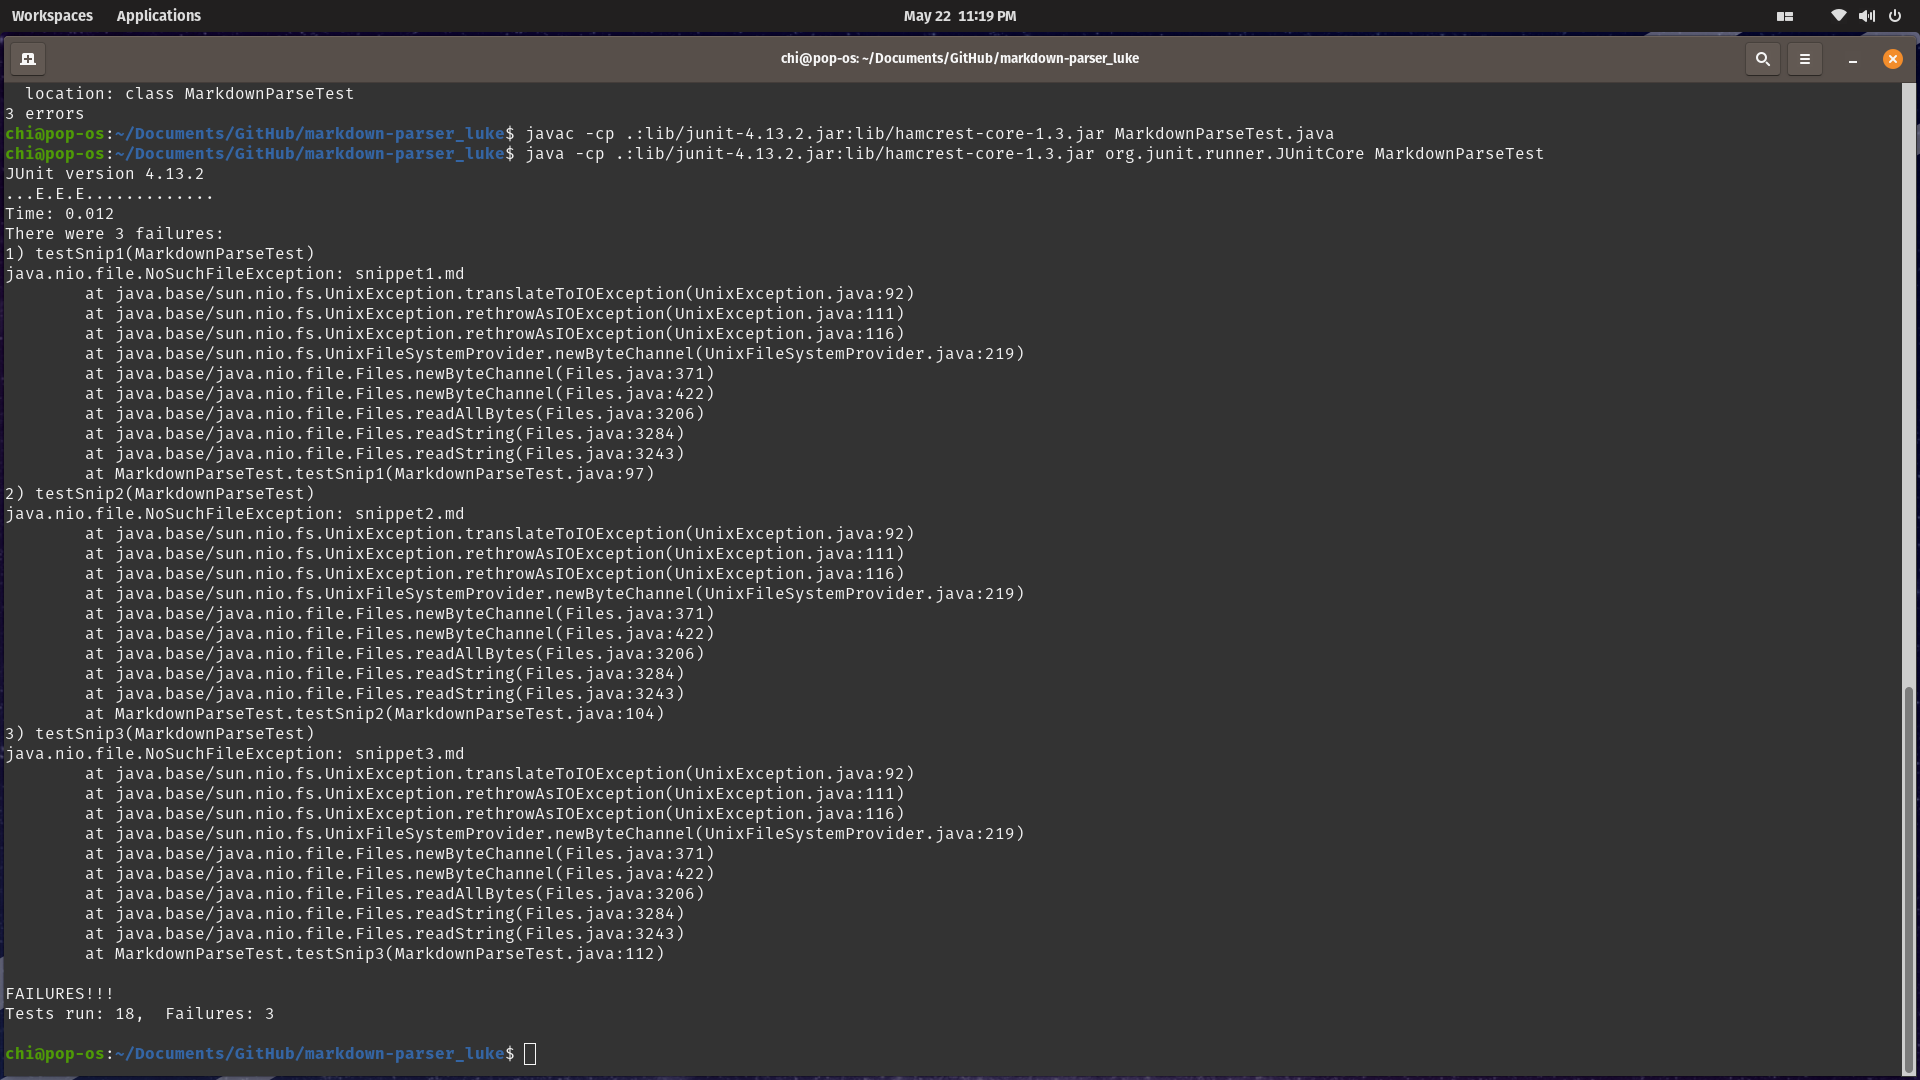 Workspaces Applications May 22 11:19 PM
chi@pop-os: ~/Documents/GitHub/markdown-parser_luke
  location: class MarkdownParseTest
3 errors
chi@pop-os:~/Documents/GitHub/markdown-parser_luke$ javac -cp .:lib/junit-4.13.2.jar:lib/hamcrest-core-1.3.jar MarkdownParseTest.java
chi@pop-os:~/Documents/GitHub/markdown-parser_luke$ java -cp .:lib/junit-4.13.2.jar:lib/hamcrest-core-1.3.jar org.junit.runner.JUnitCore MarkdownParseTest
JUnit version 4.13.2
...E.E.E.............
Time: 0.012
There were 3 failures:
1) testSnip1(MarkdownParseTest)
java.nio.file.NoSuchFileException: snippet1.md
        at java.base/sun.nio.fs.UnixException.translateToIOException(UnixException.java:92)
        at java.base/sun.nio.fs.UnixException.rethrowAsIOException(UnixException.java:111)
        at java.base/sun.nio.fs.UnixException.rethrowAsIOException(UnixException.java:116)
        at java.base/sun.nio.fs.UnixFileSystemProvider.newByteChannel(UnixFileSystemProvider.java:219)
        at java.base/java.nio.file.Files.newByteChannel(Files.java:371)
        at java.base/java.nio.file.Files.newByteChannel(Files.java:422)
        at java.base/java.nio.file.Files.readAllBytes(Files.java:3206)
        at java.base/java.nio.file.Files.readString(Files.java:3284)
        at java.base/java.nio.file.Files.readString(Files.java:3243)
        at MarkdownParseTest.testSnip1(MarkdownParseTest.java:97)
2) testSnip2(MarkdownParseTest)
java.nio.file.NoSuchFileException: snippet2.md
        at java.base/sun.nio.fs.UnixException.translateToIOException(UnixException.java:92)
        at java.base/sun.nio.fs.UnixException.rethrowAsIOException(UnixException.java:111)
        at java.base/sun.nio.fs.UnixException.rethrowAsIOException(UnixException.java:116)
        at java.base/sun.nio.fs.UnixFileSystemProvider.newByteChannel(UnixFileSystemProvider.java:219)
        at java.base/java.nio.file.Files.newByteChannel(Files.java:371)
        at java.base/java.nio.file.Files.newByteChannel(Files.java:422)
        at java.base/java.nio.file.Files.readAllBytes(Files.java:3206)
        at java.base/java.nio.file.Files.readString(Files.java:3284)
        at java.base/java.nio.file.Files.readString(Files.java:3243)
        at MarkdownParseTest.testSnip2(MarkdownParseTest.java:104)
3) testSnip3(MarkdownParseTest)
java.nio.file.NoSuchFileException: snippet3.md
        at java.base/sun.nio.fs.UnixException.translateToIOException(UnixException.java:92)
        at java.base/sun.nio.fs.UnixException.rethrowAsIOException(UnixException.java:111)
        at java.base/sun.nio.fs.UnixException.rethrowAsIOException(UnixException.java:116)
        at java.base/sun.nio.fs.UnixFileSystemProvider.newByteChannel(UnixFileSystemProvider.java:219)
        at java.base/java.nio.file.Files.newByteChannel(Files.java:371)
        at java.base/java.nio.file.Files.newByteChannel(Files.java:422)
        at java.base/java.nio.file.Files.readAllBytes(Files.java:3206)
        at java.base/java.nio.file.Files.readString(Files.java:3284)
        at java.base/java.nio.file.Files.readString(Files.java:3243)
        at MarkdownParseTest.testSnip3(MarkdownParseTest.java:112)
FAILURES!!!
Tests run: 18,  Failures: 3
chi@pop-os:~/Documents/GitHub/markdown-parser_luke$